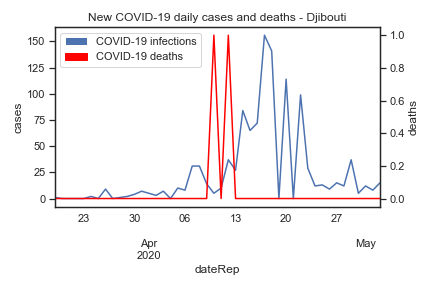 New COVID-19 daily cases and deaths - Djibouti
COVID-19 infections
COVID-19 deaths
cases
150
125
100
75
50
25
0
deaths
1.0
0.8
0.6
0.4
0.2
0.0
23 30 06 13 20 27
Apr May
2020
dateRep